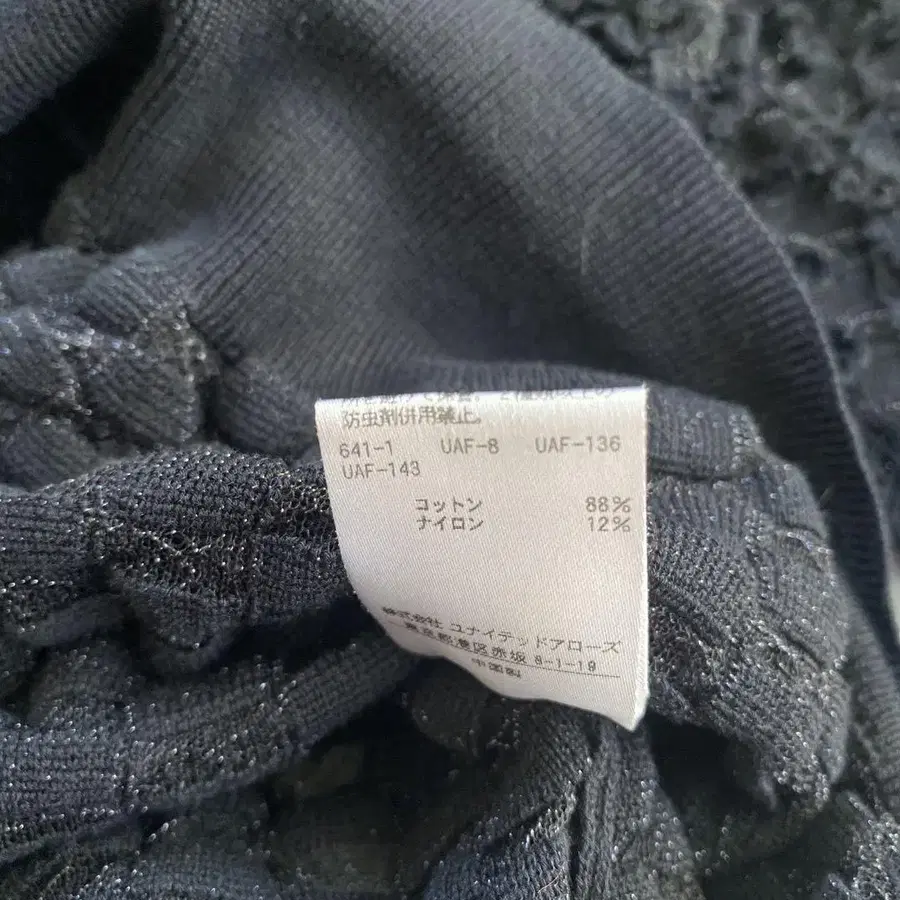 防虫剤併用禁止。
641-1 UAF-8 UAF-136
UAF-143
コットン 88%
ナイロン 12%
株式会社 ユナイテッドアローズ
東京都港区赤坂 8-1-19
中国製